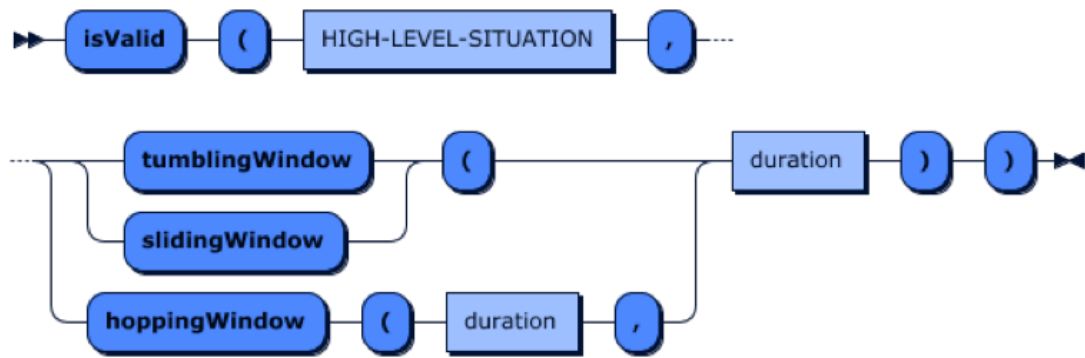 isValid ( HIGH-LEVEL-SITUATION ,
tumblingWindow ( duration ) )
slidingWindow
hoppingWindow ( duration ,